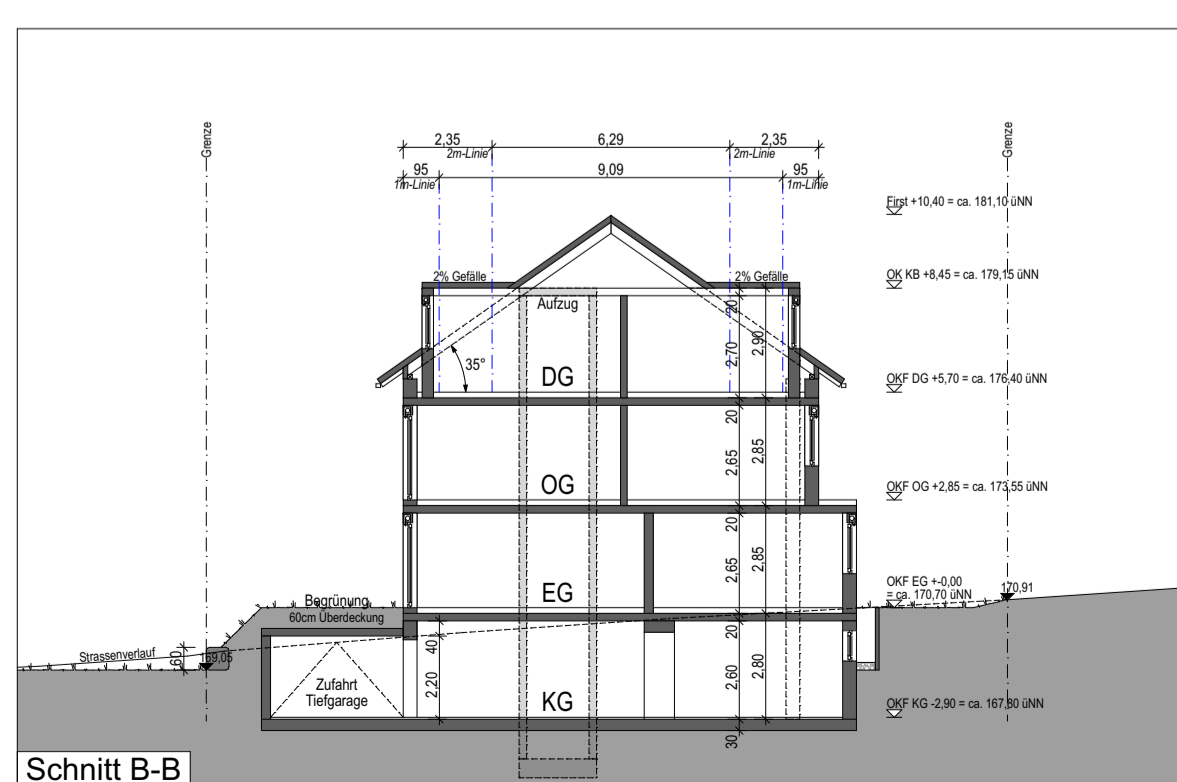 Grenze
Grenze
2,35
6,29
2,35
2m-Linie
2m-Linie
95
9,09
95
1m-Linie
1m-Linie
First +10,40 = ca. 181,10 üNN
2% Gefälle
2% Gefälle
OK KB +8,45 = ca. 179,15 üNN
Aufzug
20
2,70
2,90
35°
DG
OKF DG +5,70 = ca. 176,40 üNN
20
2,65
2,85
OG
OKF OG +2,85 = ca. 173,55 üNN
20
2,65
2,85
EG
OKF EG +-0,00
= ca. 170,70 üNN
170,91
Begrünung
60cm Überdeckung
Strassenverlauf
60
169,05
40
2,20
20
2,60
2,80
Zufahrt
Tiefgarage
KG
OKF KG -2,90 = ca. 167,80 üNN
30
Schnitt B-B